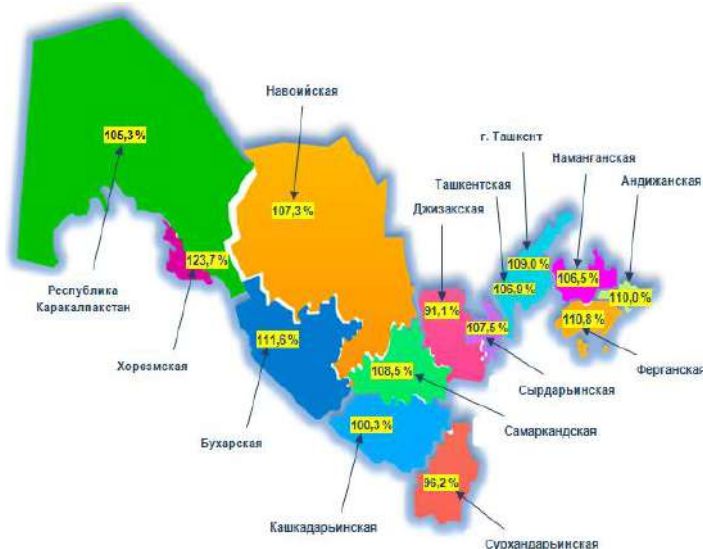 Навоийская
г. Ташкент
Наманганская
Ташкентская
Андижанская
Джизакская
105,3 %
107,3 %
123,7 %
109,0 %
106,9 %
106,5 %
110,0 %
91,1 %
107,5 %
110,8 %
Республика
Каракалпакстан
Хорезмская
111,6 %
108,5 %
Ферганская
Сырдарьинская
Самаркандская
100,3 %
Бухарская
96,2 %
Кашкадарьинская
Сурхандарьинская